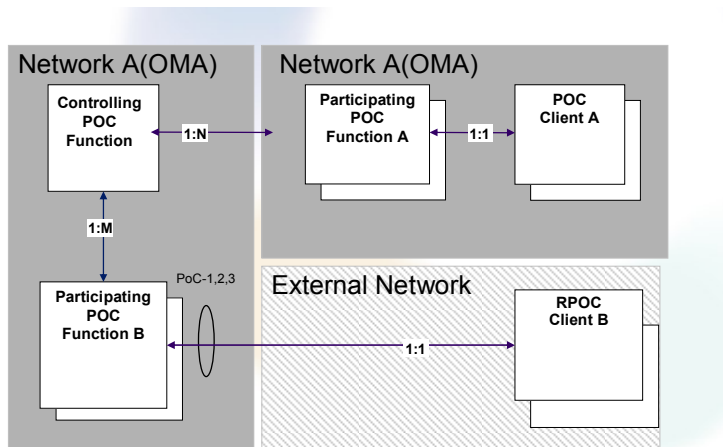 Network A(OMA)
Controlling
POC
Function
1:N
1:M
PoC-1,2,3
Participating
POC
Function B
Network A(OMA)
Participating
POC
Function A
1:1
POC
Client A
External Network
1:1
RPOC
Client B